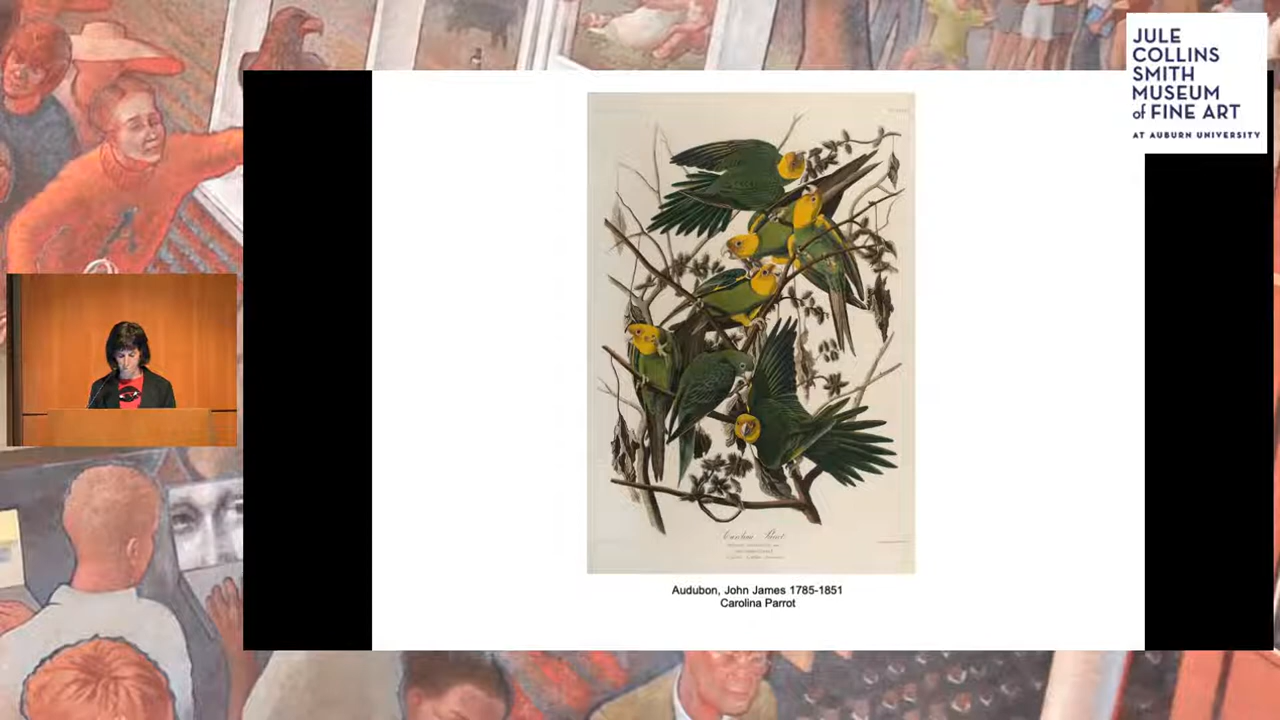 JULE
COLLINS
SMITH
MUSEUM
of FINE ART
AT AUBURN UNIVERSITY
Carolina Parrot
Audubon, John James 1785-1851
Carolina Parrot